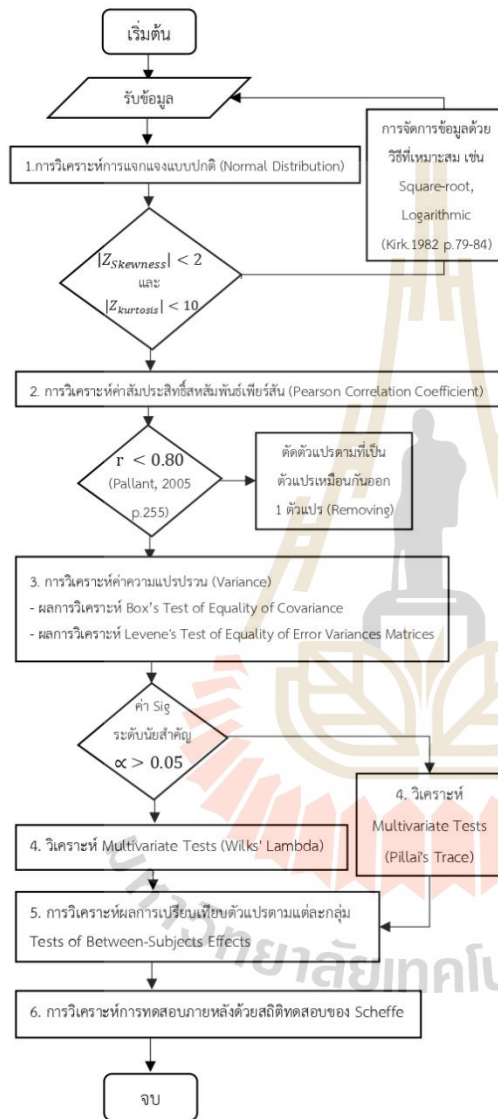 เริ่มต้น
รับข้อมูล
การจัดการข้อมูลด้วย
วิธีที่เหมาะสม เช่น
Square-root,
Logarithmic
(Kirk.1982 p.79-84)
1.การวิเคราะห์การแจกแจงแบบปกติ (Normal Distribution)
|Z_{Skewness}| < 2
และ
|Z_{kurtosis}| < 10
2. การวิเคราะห์ค่าสัมประสิทธิ์สหสัมพันธ์เพียร์สัน (Pearson Correlation Coefficient)
r < 0.80
(Pallant, 2005
p.255)
ตัดตัวแปรตามที่เป็น
ตัวแปรเหมือนกันออก
1 ตัวแปร (Removing)
3. การวิเคราะห์ค่าความแปรปรวน (Variance)
- ผลการวิเคราะห์ Box's Test of Equality of Covariance
- ผลการวิเคราะห์ Levene's Test of Equality of Error Variances Matrices
ค่า Sig
ระดับนัยสำคัญ
∝ > 0.05
4. วิเคราะห์
Multivariate Tests
(Pillai's Trace)
4. วิเคราะห์ Multivariate Tests (Wilks' Lambda)
5. การวิเคราะห์ผลการเปรียบเทียบตัวแปรตามแต่ละกลุ่ม
Tests of Between-Subjects Effects
6. การวิเคราะห์การทดสอบภายหลังด้วยสถิติทดสอบของ Scheffe
จบ